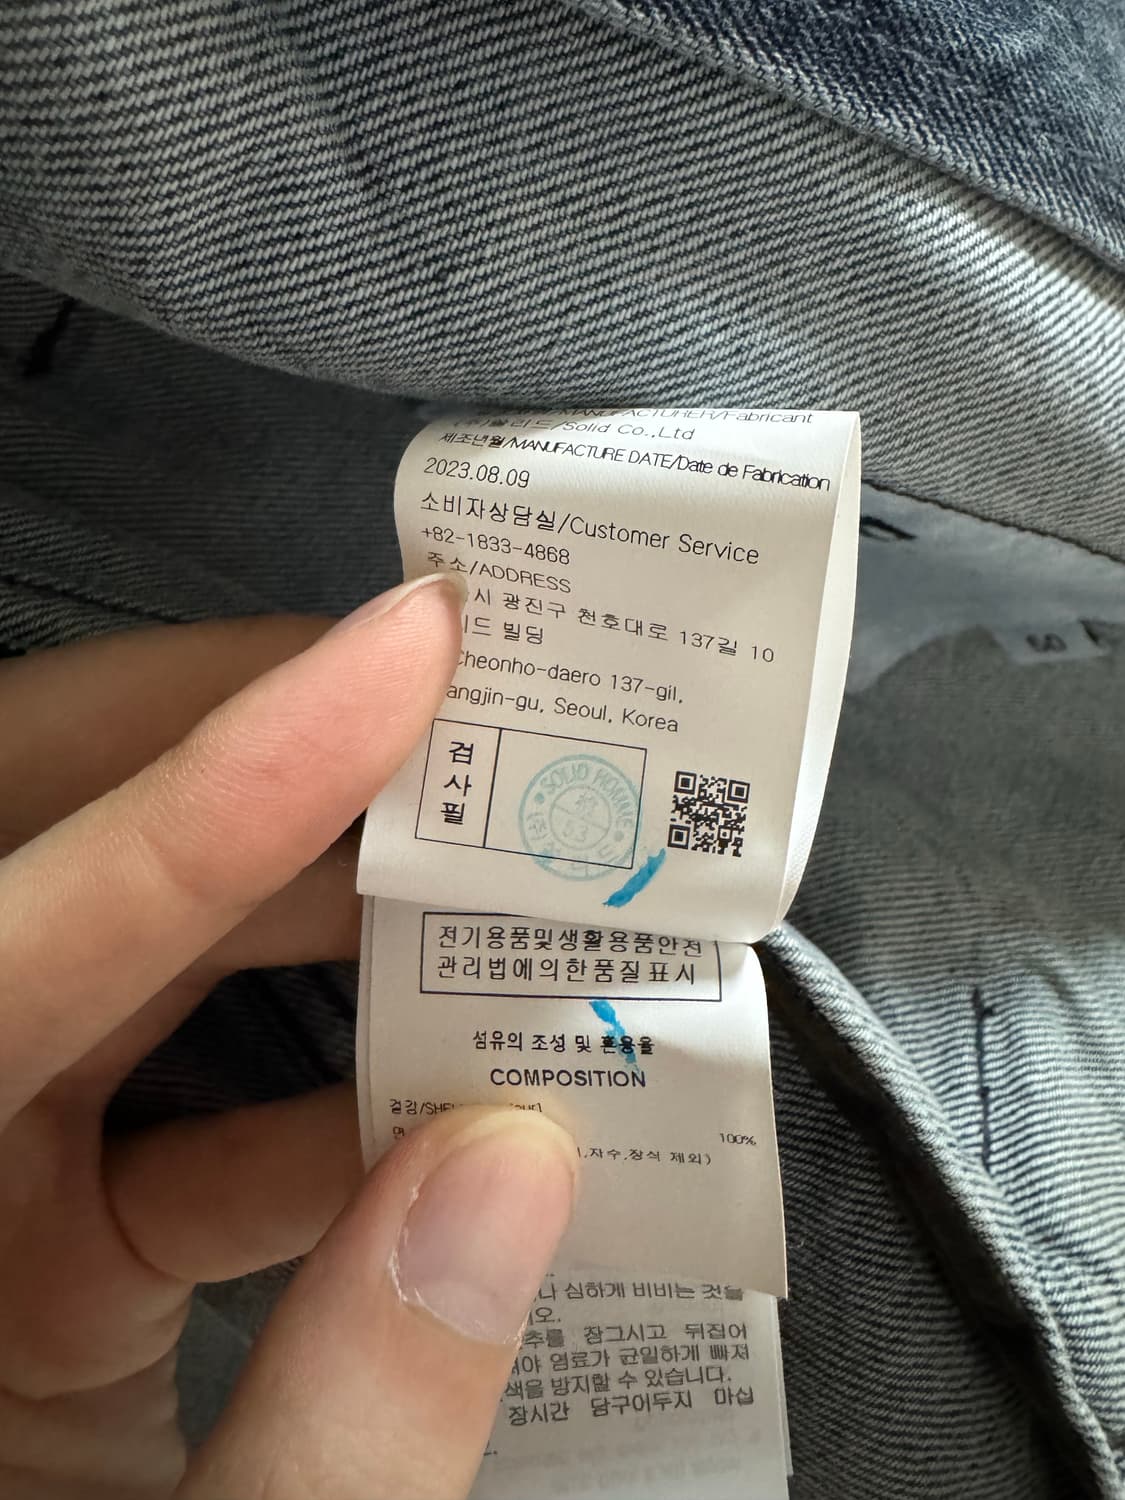 MANUFACTURER/Fabricant
/Solid Co.,Ltd
제조년월/MANUFACTURE DATE/Date de Fabrication
2023.08.09
소비자상담실/Customer Service
+82-1833-4868
주소/ADDRESS
시 광진구 천호대로 137길 10
드 빌딩
Cheonho-daero 137-gil,
angjin-gu, Seoul, Korea
검사필
SOLID HOMME
53
전기용품및생활용품안전
관리법에의한품질표시
섬유의 조성 및 혼용율
COMPOSITION
겉감/SHEL
면
100%
,자수,장식 제외)
나 심하게 비비는 것을
오.
추를 잠그시고 뒤집어
야 염료가 균일하게 빠져
색을 방지할 수 있습니다.
장시간 담구어두지 마십
50